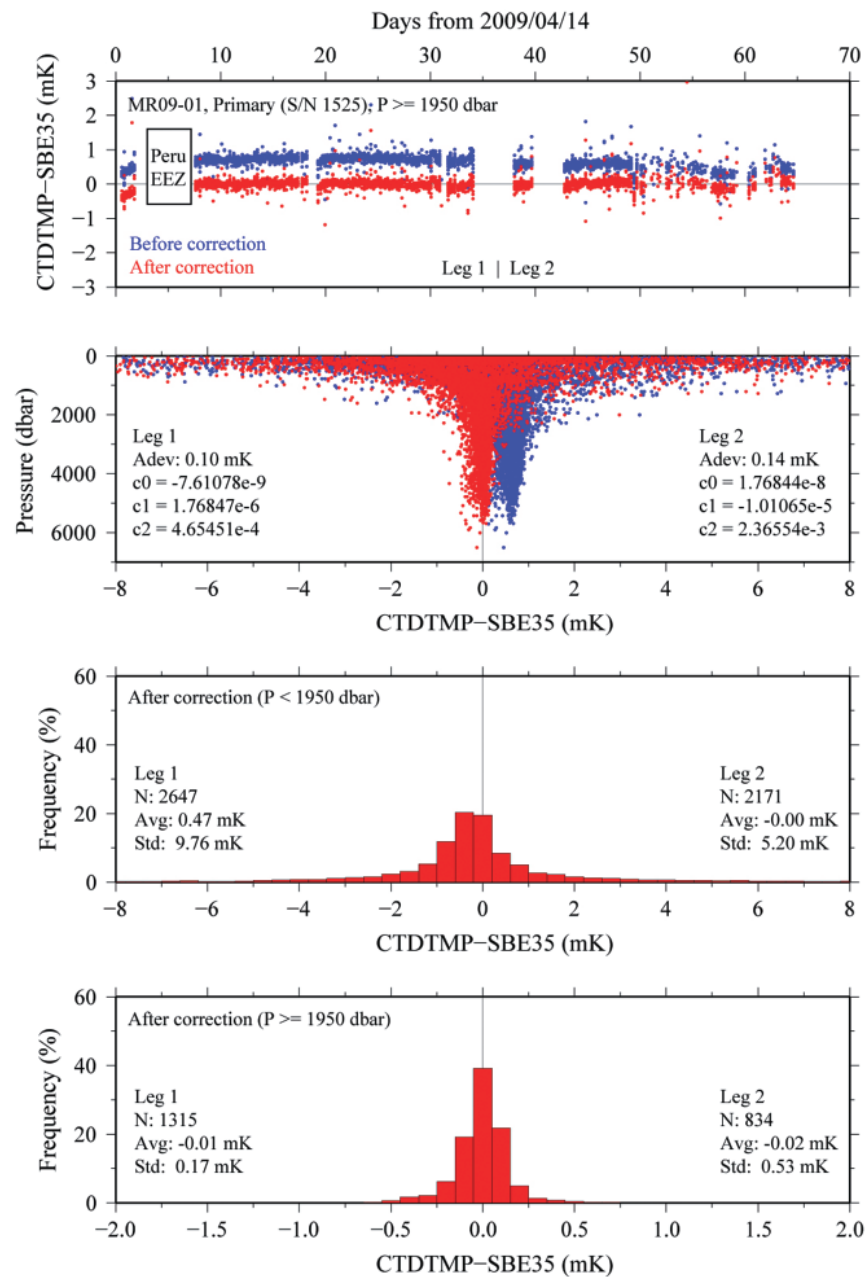 Days from 2009/04/14
0 10 20 30 40 50 60 70
CTDTMP−SBE35 (mK)
3
2
1
0
−1
−2
−3
MR09-01, Primary (S/N 1525), P >= 1950 dbar
Peru
EEZ
Before correction
After correction
Leg 1 | Leg 2
Pressure (dbar)
0
2000
4000
6000
Leg 1
Adev: 0.10 mK
c0 = -7.61078e-9
c1 = 1.76847e-6
c2 = 4.65451e-4
Leg 2
Adev: 0.14 mK
c0 = 1.76844e-8
c1 = -1.01065e-5
c2 = 2.36554e-3
−8 −6 −4 −2 0 2 4 6 8
CTDTMP−SBE35 (mK)
Frequency (%)
60
40
20
0
After correction (P < 1950 dbar)
Leg 1
N: 2647
Avg: 0.47 mK
Std: 9.76 mK
Leg 2
N: 2171
Avg: -0.00 mK
Std: 5.20 mK
−8 −6 −4 −2 0 2 4 6 8
CTDTMP−SBE35 (mK)
Frequency (%)
60
40
20
0
After correction (P >= 1950 dbar)
Leg 1
N: 1315
Avg: -0.01 mK
Std: 0.17 mK
Leg 2
N: 834
Avg: -0.02 mK
Std: 0.53 mK
−2.0 −1.5 −1.0 −0.5 0.0 0.5 1.0 1.5 2.0
CTDTMP−SBE35 (mK)